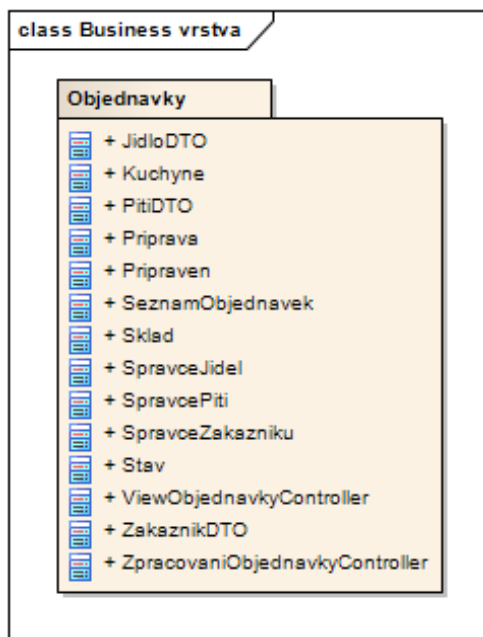 class Business vrstva
Objednavky
+ JidloDTO
+ Kuchyne
+ PitiDTO
+ Priprava
+ Pripraven
+ SeznamObjednavek
+ Sklad
+ SpravceJidel
+ SpravcePiti
+ SpravceZakazniku
+ Stav
+ ViewObjednavkyController
+ ZakaznikDTO
+ ZpracovaniObjednavkyController